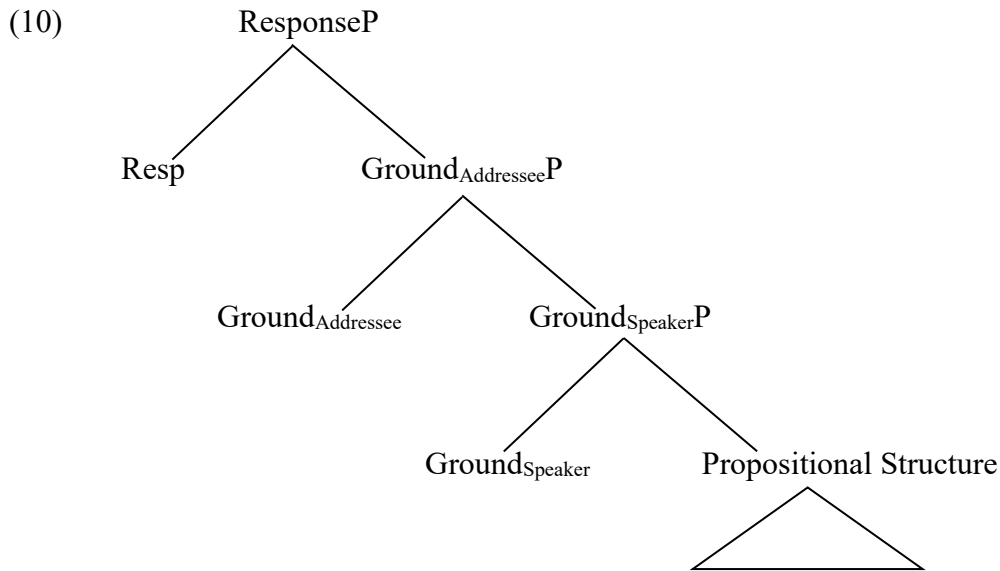 (10) ResponseP
Resp GroundAddresseeP
GroundAddressee GroundSpeakerP
GroundSpeaker Propositional Structure